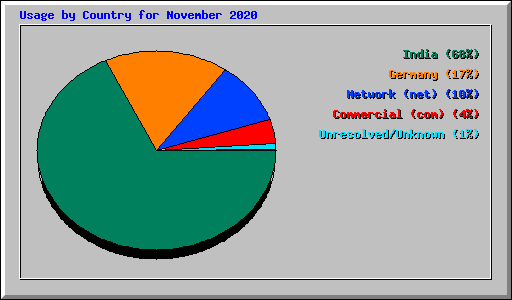 Usage by Country for November 2020
India (68%)
Germany (17%)
Network (net) (10%)
Commercial (com) (4%)
Unresolved/Unknown (1%)